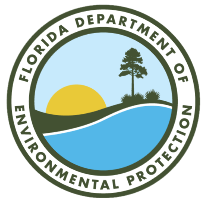 FLORIDA DEPARTMENT OF
ENVIRONMENTAL PROTECTION